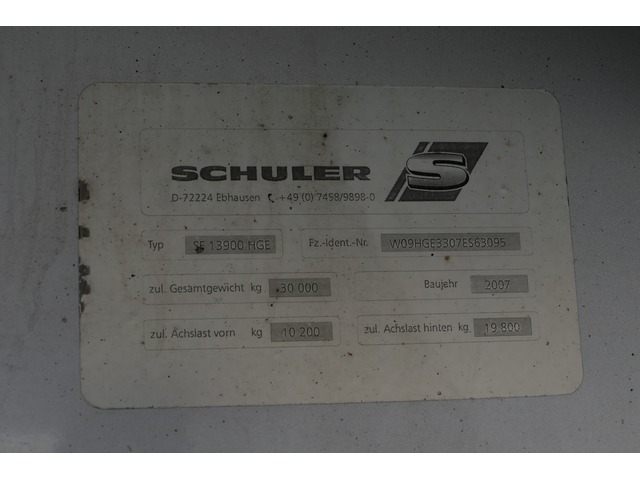 SCHULER S
D-72224 Ebhausen +49 (0) 7458/9898-0
Typ SE 13900 HGE Fz.-ident.-Nr. W09HGE3307ES63095
zul. Gesamtgewicht kg 30 000 Baujehr 2007
zul. Achslast vorn kg 10 200 zul. Achslast hinten kg 19 800